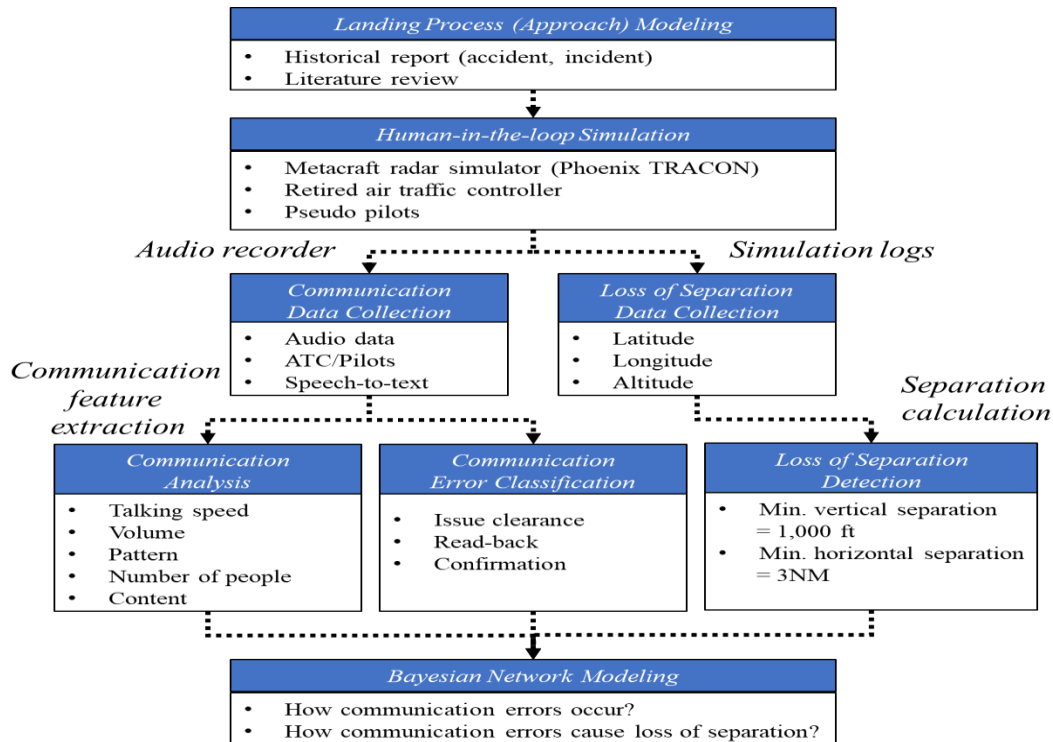 Landing Process (Approach) Modeling
• Historical report (accident, incident)
• Literature review
Human-in-the-loop Simulation
• Metacraft radar simulator (Phoenix TRACON)
• Retired air traffic controller
• Pseudo pilots
Audio recorder
Simulation logs
Communication
Data Collection
• Audio data
• ATC/Pilots
• Speech-to-text
Loss of Separation
Data Collection
• Latitude
• Longitude
• Altitude
Communication
feature
extraction
Separation
calculation
Communication
Analysis
• Talking speed
• Volume
• Pattern
• Number of people
• Content
Communication
Error Classification
• Issue clearance
• Read-back
• Confirmation
Loss of Separation
Detection
• Min. vertical separation
= 1,000 ft
• Min. horizontal separation
= 3NM
Bayesian Network Modeling
• How communication errors occur?
• How communication errors cause loss of separation?